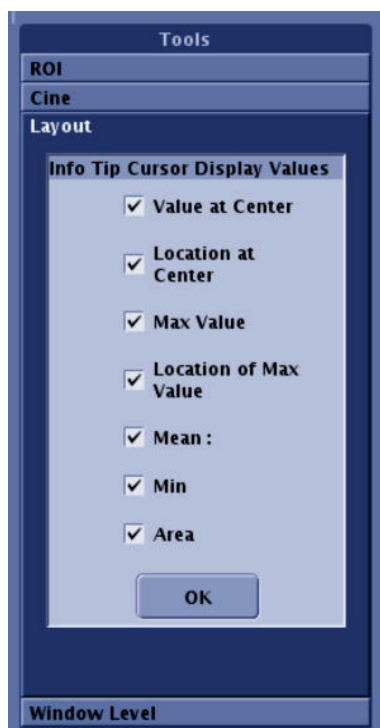 Tools
ROI
Cine
Layout
Info Tip Cursor Display Values
Value at Center
Location at
Center
Max Value
Location of Max
Value
Mean :
Min
Area
OK
Window Level